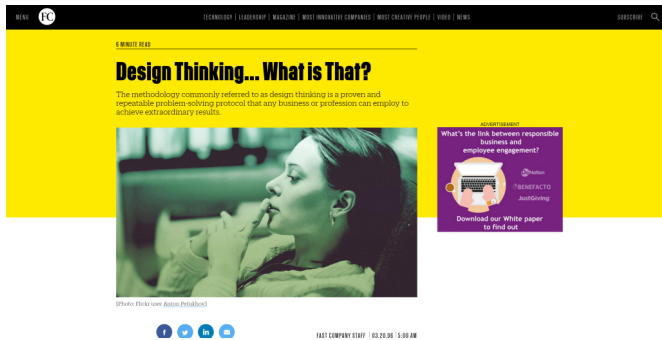 MENU
FC
TECHNOLOGY | LEADERSHIP | MAGAZINE | MOST INNOVATIVE COMPANIES | MOST CREATIVE PEOPLE | VIDEO | NEWS
SUBSCRIBE
6 MINUTE READ
Design Thinking... What is That?
The methodology commonly referred to as design thinking is a proven and
repeatable problem-solving protocol that any business or profession can employ to
achieve extraordinary results.
[Photo: Flickr user Anton Petukhov]
f
in
FAST COMPANY STAFF | 03.20.06 | 5:00 AM
ADVERTISEMENT
What's the link between responsible
business and
employee engagement?
BENEFACTO
JustGiving
Download our White paper
to find out